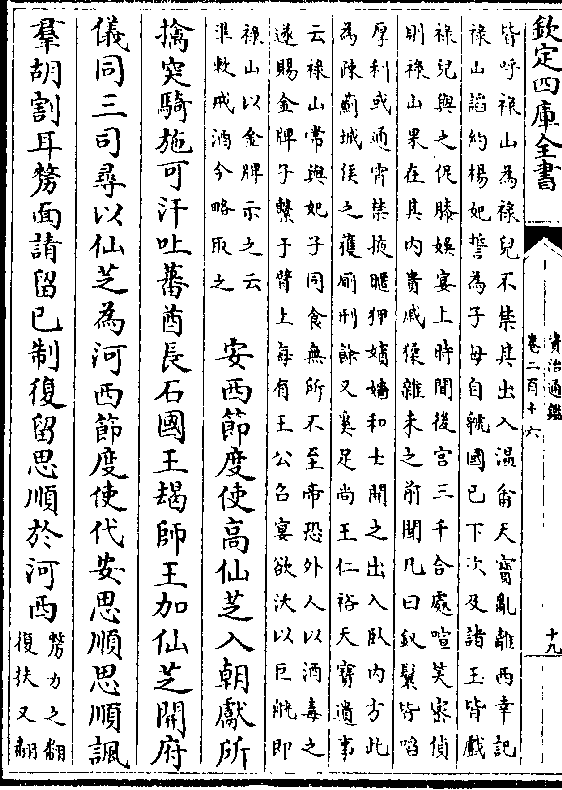 欽定四庫全書
資治通鑑
卷二百十六
十九
皆呼祿山為祿兒不禁其出入温畬天寶亂離西幸記
祿山謟約楊妃誓為子母自虢國已下次及諸王皆戲
祿兒與之促膝娛宴上時聞後宮三千合處喧笑密偵
則祿山果在其内貴戚猱雜未之前聞凡曰釵鬟皆啗
厚利或通宵禁掖暱狎嬪嬙和士開之出入卧内方此
為疎薊城侯之獲厠刑餘又奚足尚王仁裕天寶遺事
云祿山常與妃子同食無所不至帝恐外人以酒毒之
遂賜金牌子繫于臂上每有王公召宴欲沃以巨觥即
祿山以金牌示之云
準敕戒酒今略取之
安西節度使高仙芝入朝獻所
擒突騎施可汗吐蕃酋長石國王朅師王加仙芝開府
儀同三司尋以仙芝為河西節度使代安思順思順諷
羣胡割耳剺面請留已制復留思順於河西
剺力之翻
復扶又翻